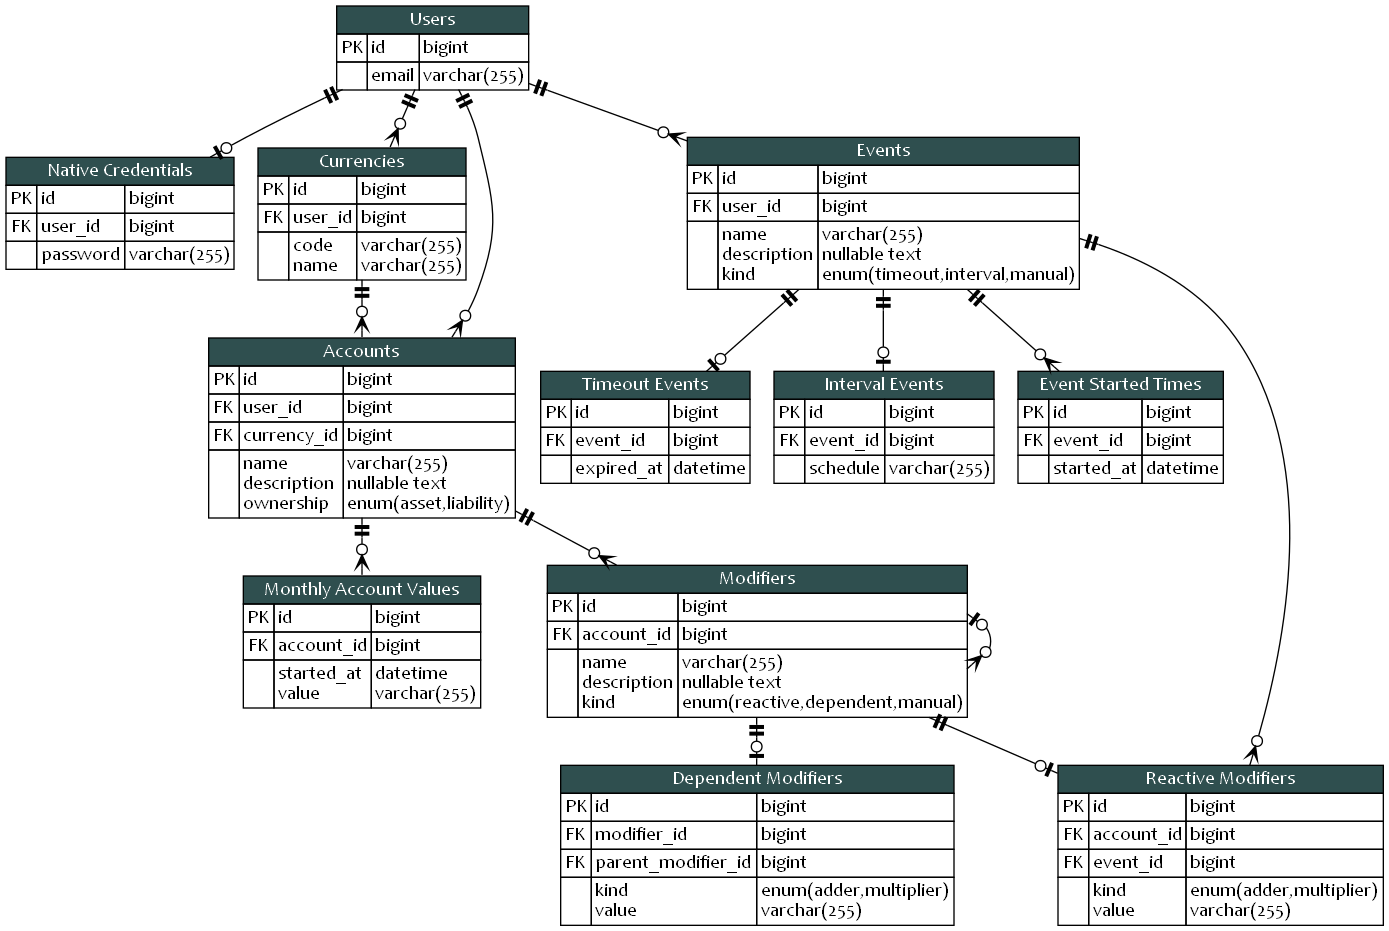 Users
PK id bigint
email varchar(255)
Native Credentials
PK id bigint
FK user_id bigint
password varchar(255)
Currencies
PK id bigint
FK user_id bigint
code varchar(255)
name varchar(255)
Events
PK id bigint
FK user_id bigint
name varchar(255)
description nullable text
kind enum(timeout,interval,manual)
Accounts
PK id bigint
FK user_id bigint
FK currency_id bigint
name varchar(255)
description nullable text
ownership enum(asset,liability)
Timeout Events
PK id bigint
FK event_id bigint
expired_at datetime
Interval Events
PK id bigint
FK event_id bigint
schedule varchar(255)
Event Started Times
PK id bigint
FK event_id bigint
started_at datetime
Monthly Account Values
PK id bigint
FK account_id bigint
started_at datetime
value varchar(255)
Modifiers
PK id bigint
FK account_id bigint
name varchar(255)
description nullable text
kind enum(reactive,dependent,manual)
Dependent Modifiers
PK id bigint
FK modifier_id bigint
FK parent_modifier_id bigint
kind enum(adder,multiplier)
value varchar(255)
Reactive Modifiers
PK id bigint
FK account_id bigint
FK event_id bigint
kind enum(adder,multiplier)
value varchar(255)